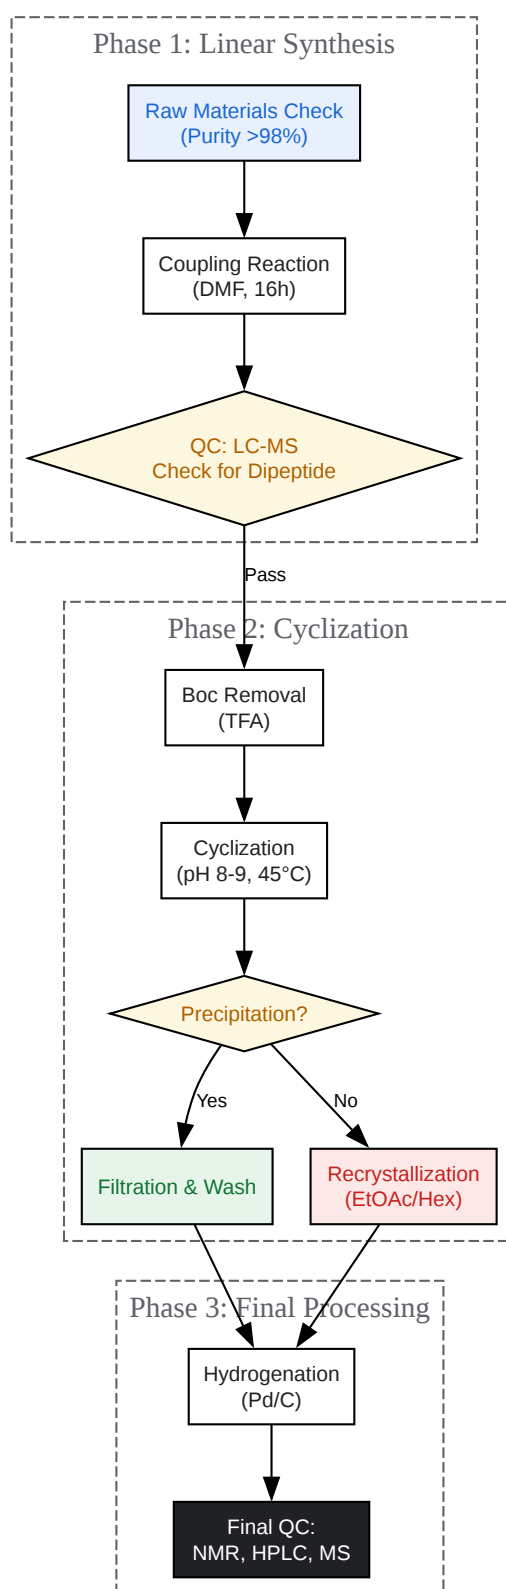 Phase 1: Linear Synthesis
Raw Materials Check
(Purity >98%)
Coupling Reaction
(DMF, 16h)
QC: LC-MS
Check for Dipeptide
Pass
Phase 2: Cyclization
Boc Removal
(TFA)
Cyclization
(pH 8-9, 45°C)
Precipitation?
Yes
No
Filtration & Wash
Recrystallization
(EtOAc/Hex)
Phase 3: Final Processing
Hydrogenation
(Pd/C)
Final QC:
NMR, HPLC, MS